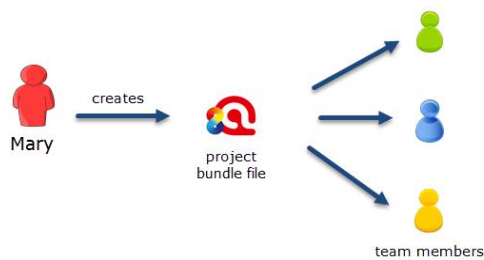 creates
Mary
project
bundle file
team members